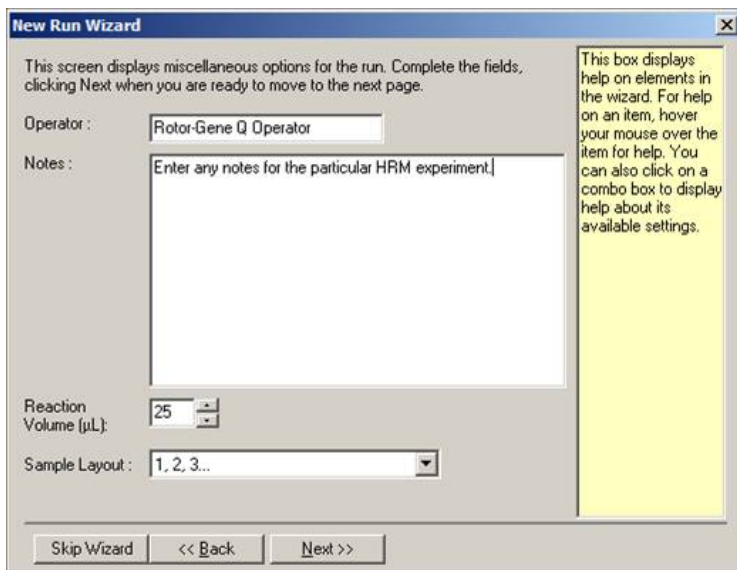 New Run Wizard
This screen displays miscellaneous options for the run. Complete the fields,
clicking Next when you are ready to move to the next page.
Operator :
Rotor-Gene Q Operator
Notes :
Enter any notes for the particular HRM experiment.
Reaction
Volume (µL):
25
Sample Layout :
1, 2, 3...
Skip Wizard
<< Back
Next >>
This box displays
help on elements in
the wizard. For help
on an item, hover
your mouse over the
item for help. You
can also click on a
combo box to display
help about its
available settings.